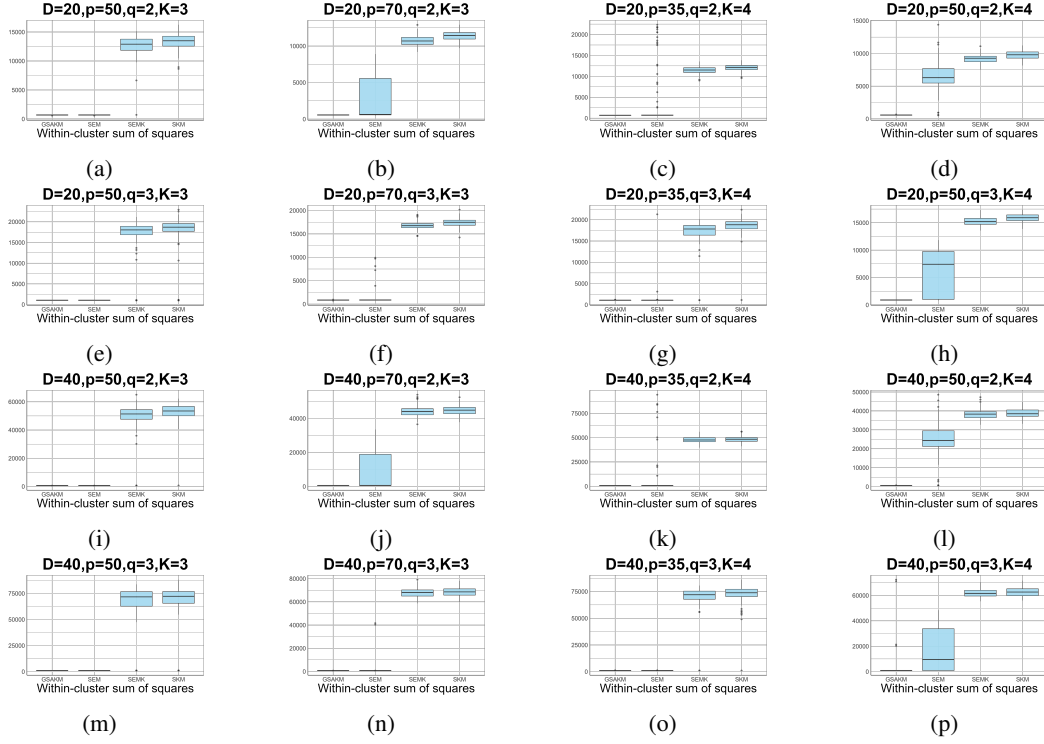 D=20,p=50,q=2,K=3
15000
10000
5000
0
GSAKM SEM SEMK SKM
Within-cluster sum of squares
(a)
D=20,p=70,q=2,K=3
10000
5000
0
GSAKM SEM SEMK SKM
Within-cluster sum of squares
(b)
D=20,p=35,q=2,K=4
20000
15000
10000
5000
0
GSAKM SEM SEMK SKM
Within-cluster sum of squares
(c)
D=20,p=50,q=2,K=4
15000
10000
5000
0
GSAKM SEM SEMK SKM
Within-cluster sum of squares
(d)
D=20,p=50,q=3,K=3
20000
15000
10000
5000
0
GSAKM SEM SEMK SKM
Within-cluster sum of squares
(e)
D=20,p=70,q=3,K=3
20000
15000
10000
5000
0
GSAKM SEM SEMK SKM
Within-cluster sum of squares
(f)
D=20,p=35,q=3,K=4
20000
15000
10000
5000
0
GSAKM SEM SEMK SKM
Within-cluster sum of squares
(g)
D=20,p=50,q=3,K=4
15000
10000
5000
0
GSAKM SEM SEMK SKM
Within-cluster sum of squares
(h)
D=40,p=50,q=2,K=3
60000
40000
20000
0
GSAKM SEM SEMK SKM
Within-cluster sum of squares
(i)
D=40,p=70,q=2,K=3
40000
20000
0
GSAKM SEM SEMK SKM
Within-cluster sum of squares
(j)
D=40,p=35,q=2,K=4
75000
50000
25000
0
GSAKM SEM SEMK SKM
Within-cluster sum of squares
(k)
D=40,p=50,q=2,K=4
50000
40000
30000
20000
10000
0
GSAKM SEM SEMK SKM
Within-cluster sum of squares
(l)
D=40,p=50,q=3,K=3
75000
50000
25000
0
GSAKM SEM SEMK SKM
Within-cluster sum of squares
(m)
D=40,p=70,q=3,K=3
80000
60000
40000
20000
0
GSAKM SEM SEMK SKM
Within-cluster sum of squares
(n)
D=40,p=35,q=3,K=4
75000
50000
25000
0
GSAKM SEM SEMK SKM
Within-cluster sum of squares
(o)
D=40,p=50,q=3,K=4
60000
40000
20000
0
GSAKM SEM SEMK SKM
Within-cluster sum of squares
(p)